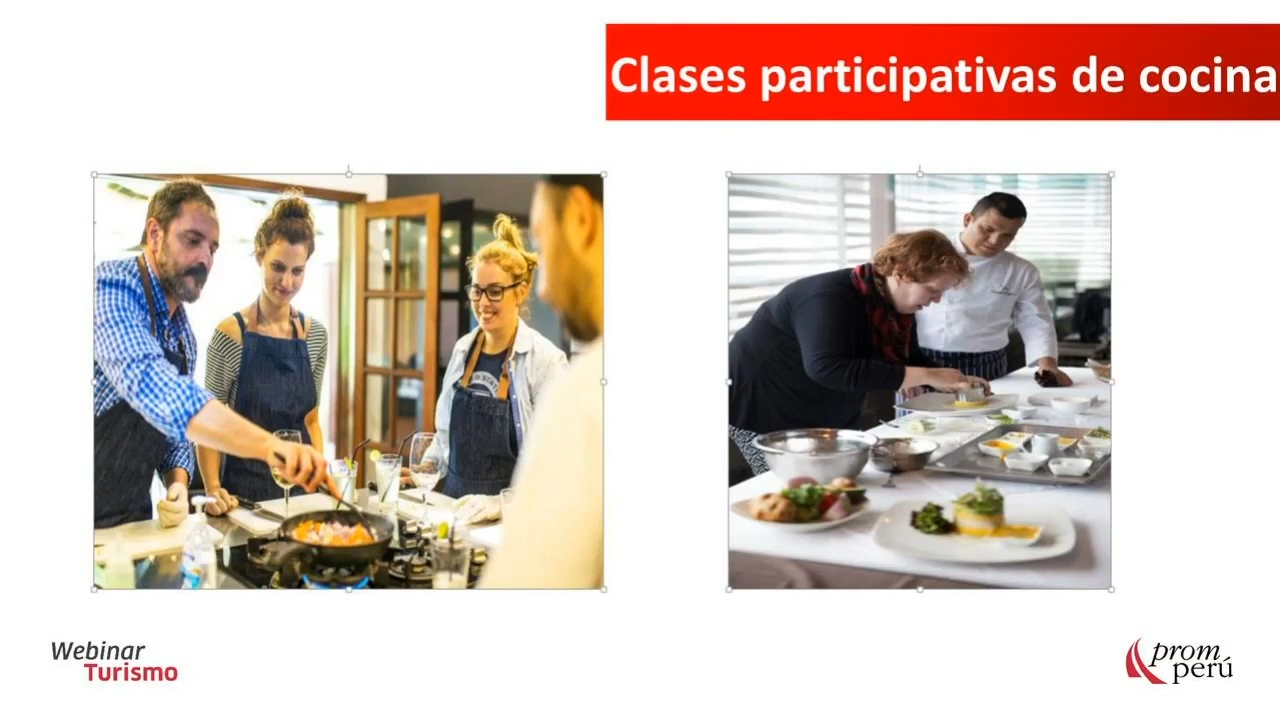 Clases participativas de cocina
Webinar
Turismo
prom
perú